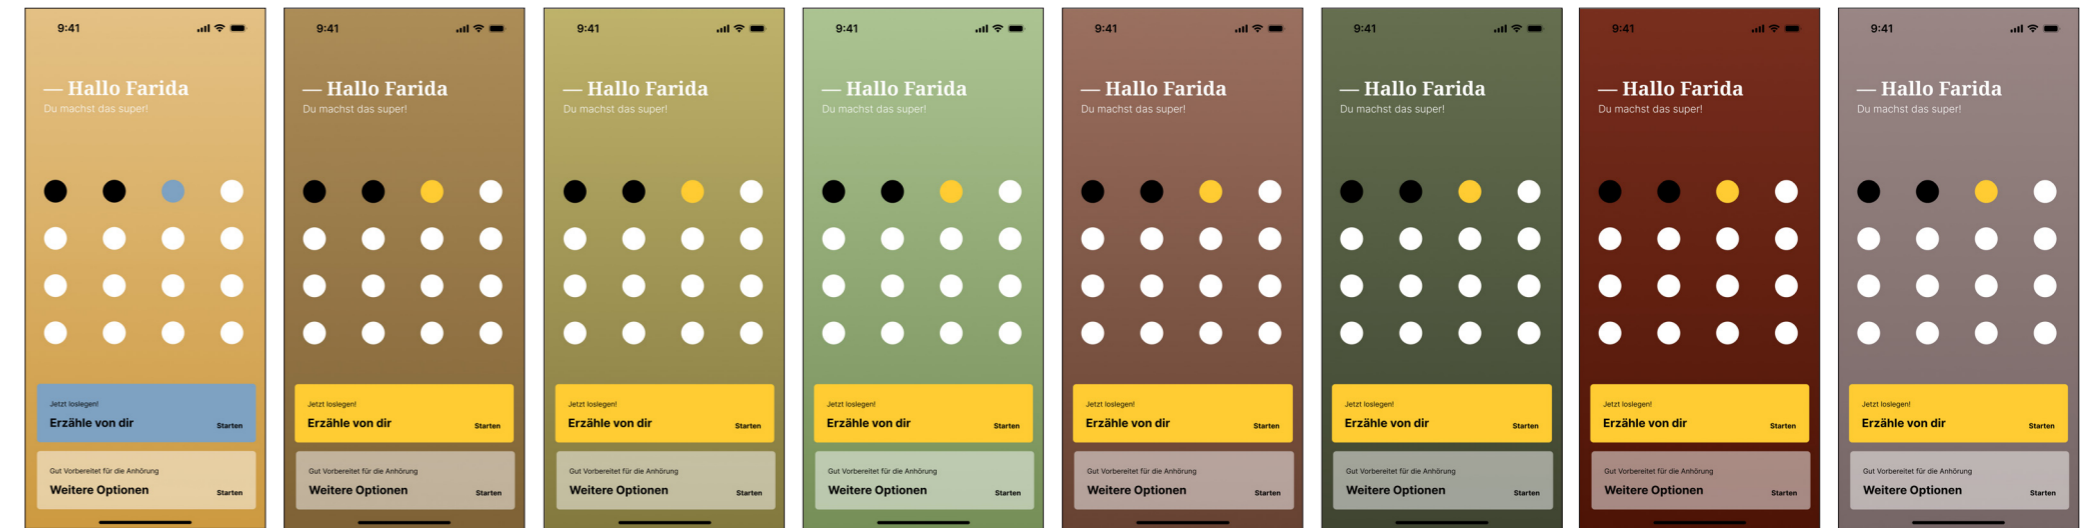 9:41
— Hallo Farida
Du machst das super!
Jetzt loslegen!
Erzähle von dir
Starten
Gut Vorbereitet für die Anhörung
Weitere Optionen
Starten
9:41
— Hallo Farida
Du machst das super!
Jetzt loslegen!
Erzähle von dir
Starten
Gut Vorbereitet für die Anhörung
Weitere Optionen
Starten
9:41
— Hallo Farida
Du machst das super!
Jetzt loslegen!
Erzähle von dir
Starten
Gut Vorbereitet für die Anhörung
Weitere Optionen
Starten
9:41
— Hallo Farida
Du machst das super!
Jetzt loslegen!
Erzähle von dir
Starten
Gut Vorbereitet für die Anhörung
Weitere Optionen
Starten
9:41
— Hallo Farida
Du machst das super!
Jetzt loslegen!
Erzähle von dir
Starten
Gut Vorbereitet für die Anhörung
Weitere Optionen
Starten
9:41
— Hallo Farida
Du machst das super!
Jetzt loslegen!
Erzähle von dir
Starten
Gut Vorbereitet für die Anhörung
Weitere Optionen
Starten
9:41
— Hallo Farida
Du machst das super!
Jetzt loslegen!
Erzähle von dir
Starten
Gut Vorbereitet für die Anhörung
Weitere Optionen
Starten
9:41
— Hallo Farida
Du machst das super!
Jetzt loslegen!
Erzähle von dir
Starten
Gut Vorbereitet für die Anhörung
Weitere Optionen
Starten